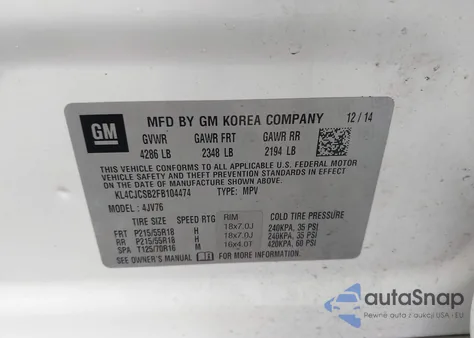 MFD BY GM KOREA COMPANY 12/14
GM
GVWR GAWR FRT GAWR RR
4286 LB 2348 LB 2194 LB
THIS VEHICLE CONFORMS TO ALL APPLICABLE U.S. FEDERAL MOTOR
VEHICLE SAFETY, BUMPER, AND THEFT PREVENTION STANDARDS IN
EFFECT ON THE DATE OF MANUFACTURE SHOWN ABOVE.
KL4CJCSB2FB104474 TYPE: MPV
MODEL: 4JV76
TIRE SIZE SPEED RTG RIM COLD TIRE PRESSURE
FRT P215/55R18 H 18x7.0J 240KPA, 35 PSI
RR P215/55R18 H 18x7.0J 240KPA, 35 PSI
SPA T125/70R16 M 16x4.0T 420KPA, 60 PSI
SEE OWNER'S MANUAL
autoSnap
Pewne auta z aukcji USA - EU